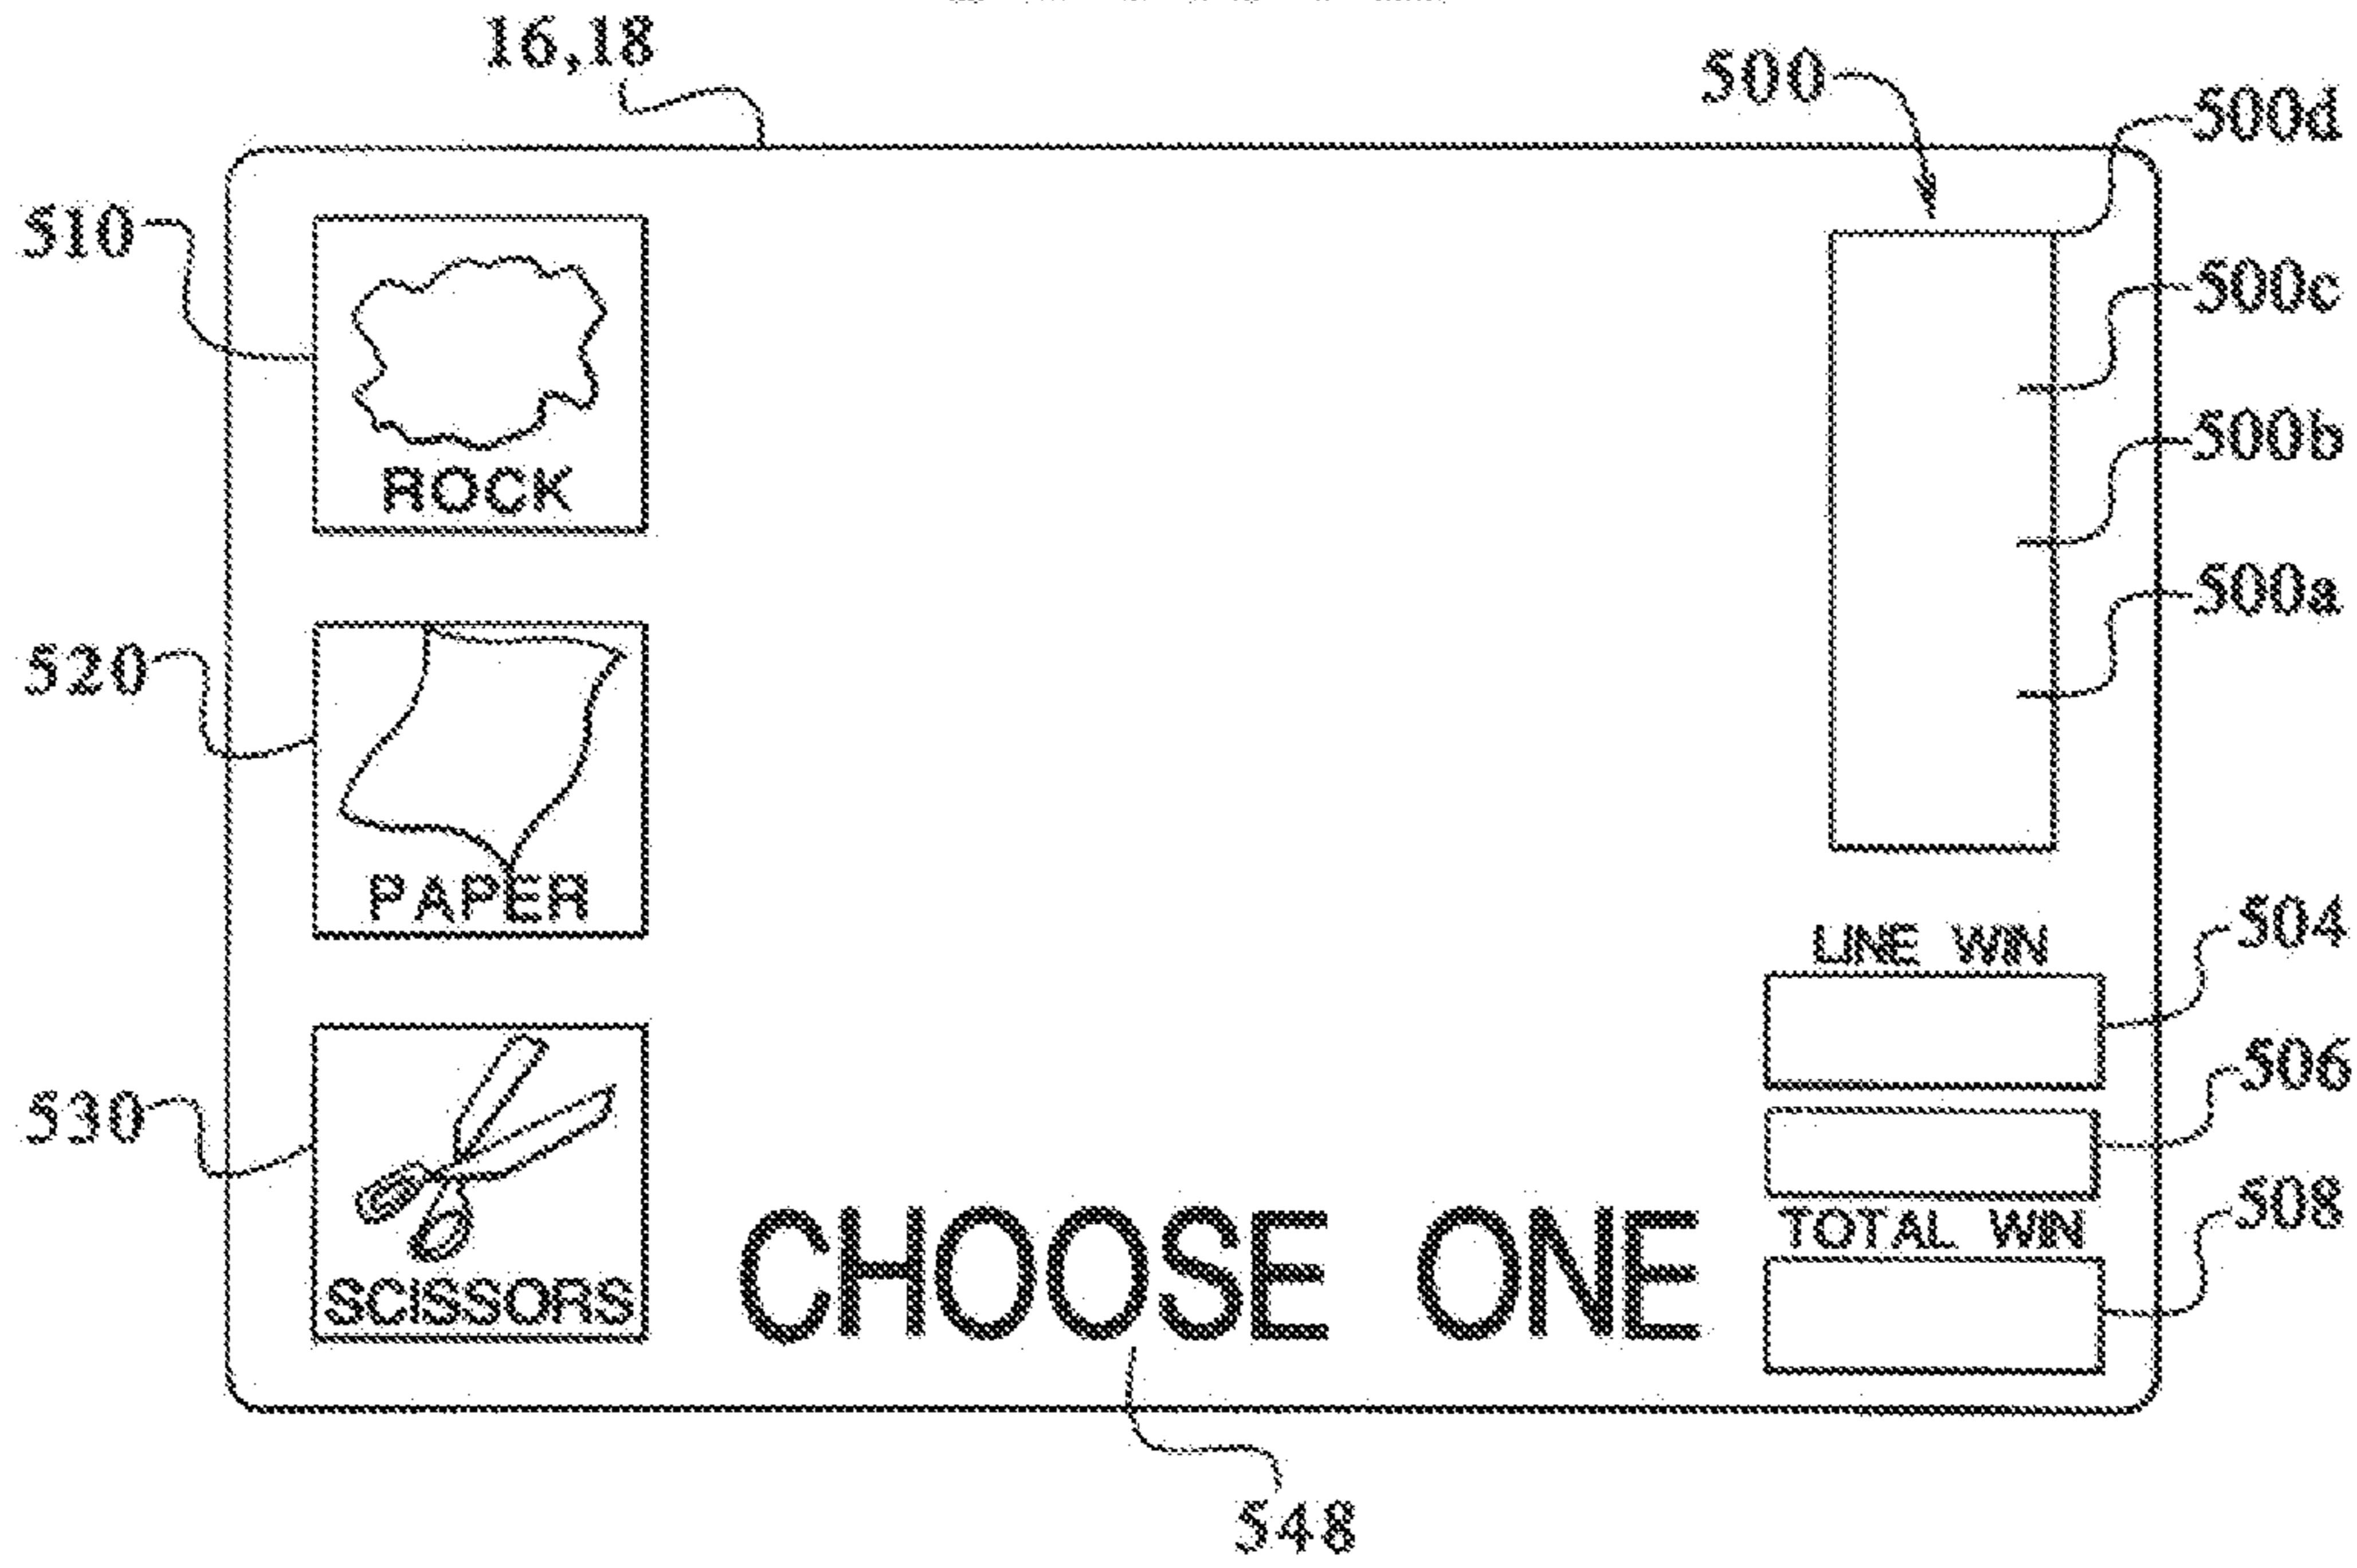 16,18
500
500d
510
500c
ROCK
500b
500a
520
PAPER
LINE WIN
504
530
506
TOTAL WIN
508
SCISSORS
CHOOSE ONE
548